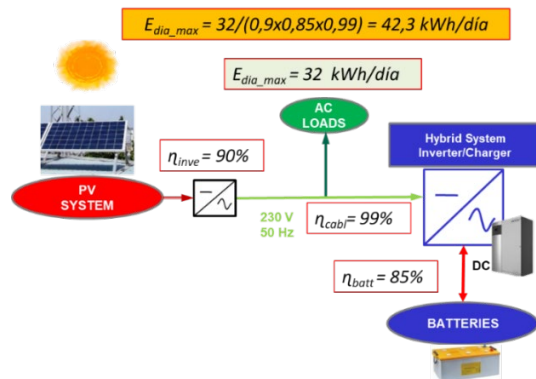 E_dia_max = 32/(0,9x0,85x0,99) = 42,3 kWh/día
E_dia_max = 32 kWh/día
AC
LOADS
Hybrid System
Inverter/Charger
η_inve = 90%
PV
SYSTEM
230 V
50 Hz
η_cabl = 99%
DC
η_batt = 85%
BATTERIES